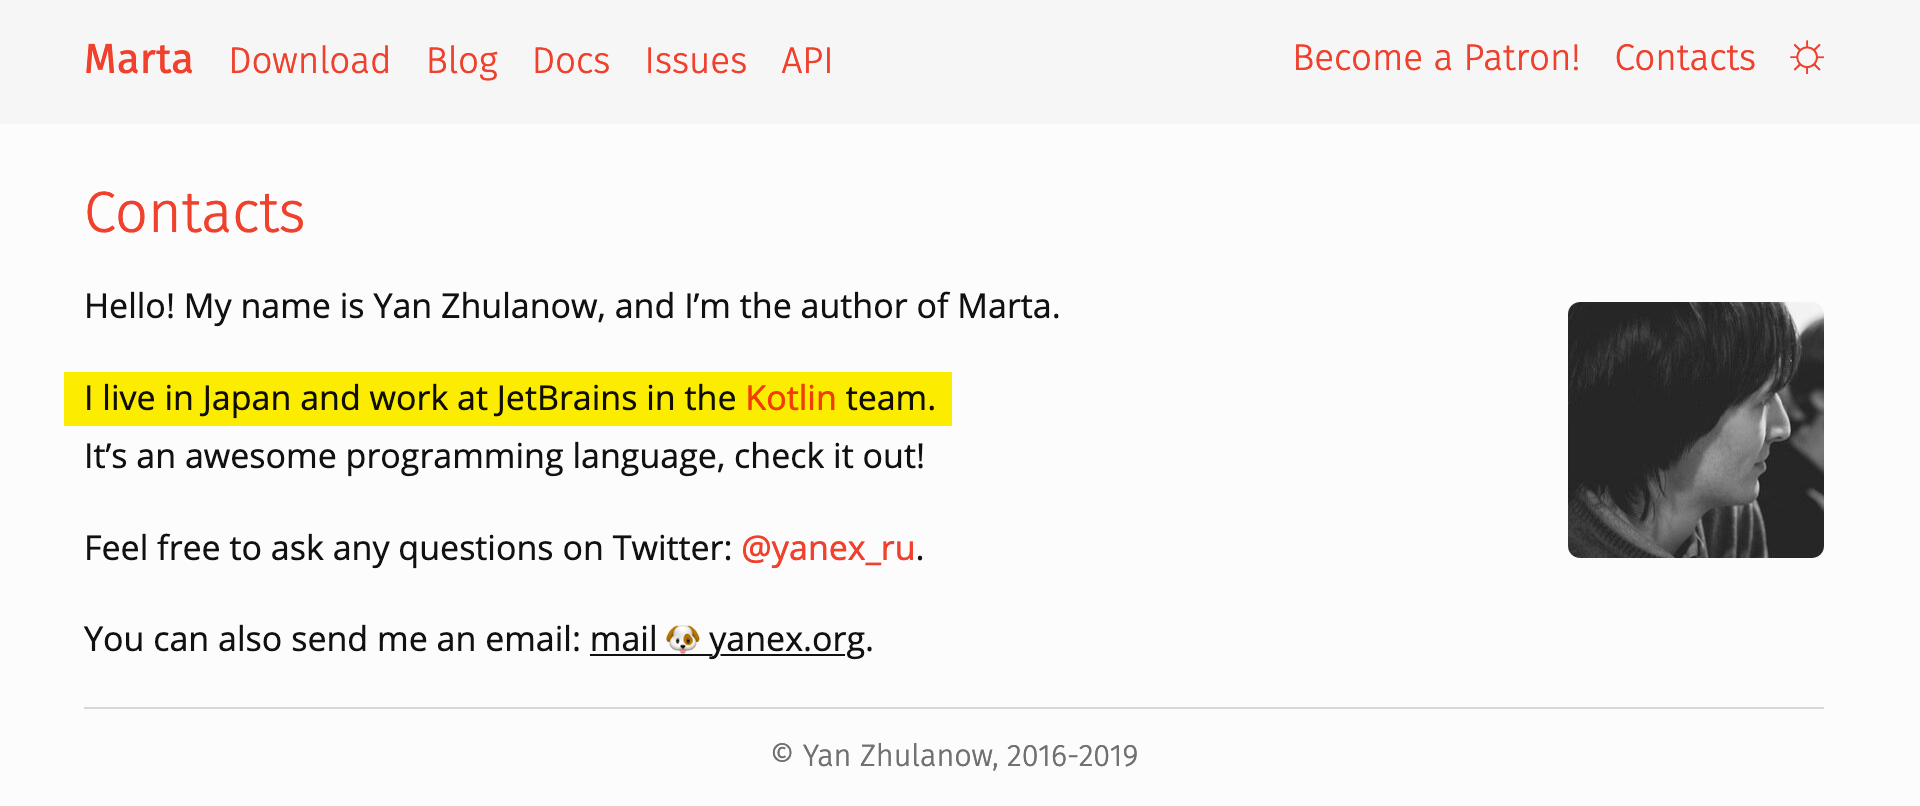 Marta Download Blog Docs Issues API Become a Patron! Contacts
Contacts
Hello! My name is Yan Zhulanow, and I’m the author of Marta.
I live in Japan and work at JetBrains in the Kotlin team.
It’s an awesome programming language, check it out!
Feel free to ask any questions on Twitter: @yanex_ru.
You can also send me an email: mail 🐶 yanex.org.
© Yan Zhulanow, 2016-2019